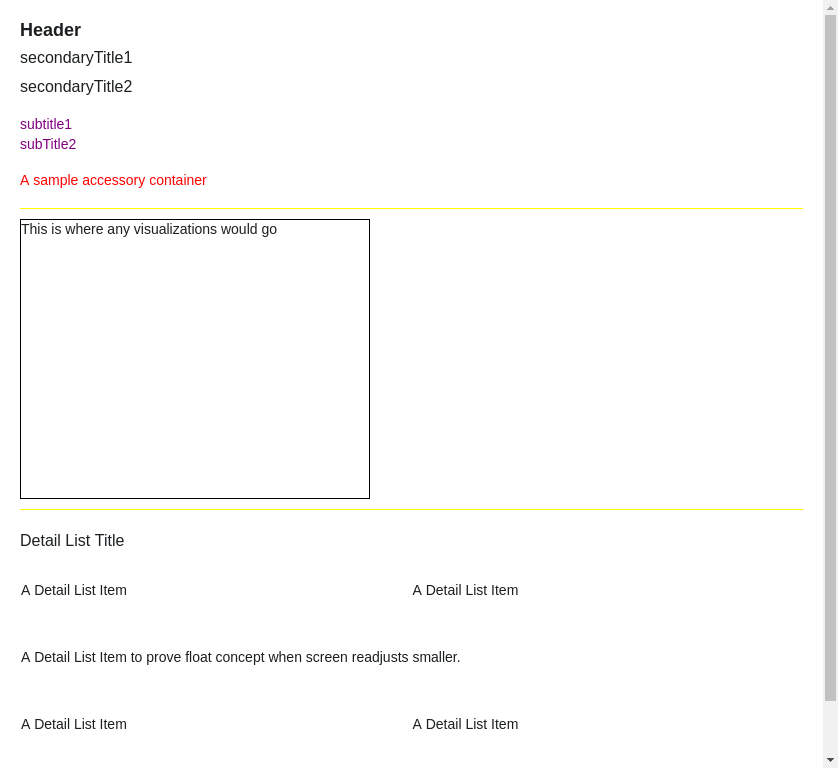 Header
secondaryTitle1
secondaryTitle2
subtitle1
subTitle2
A sample accessory container
This is where any visualizations would go
Detail List Title
A Detail List Item
A Detail List Item
A Detail List Item to prove float concept when screen readjusts smaller.
A Detail List Item
A Detail List Item